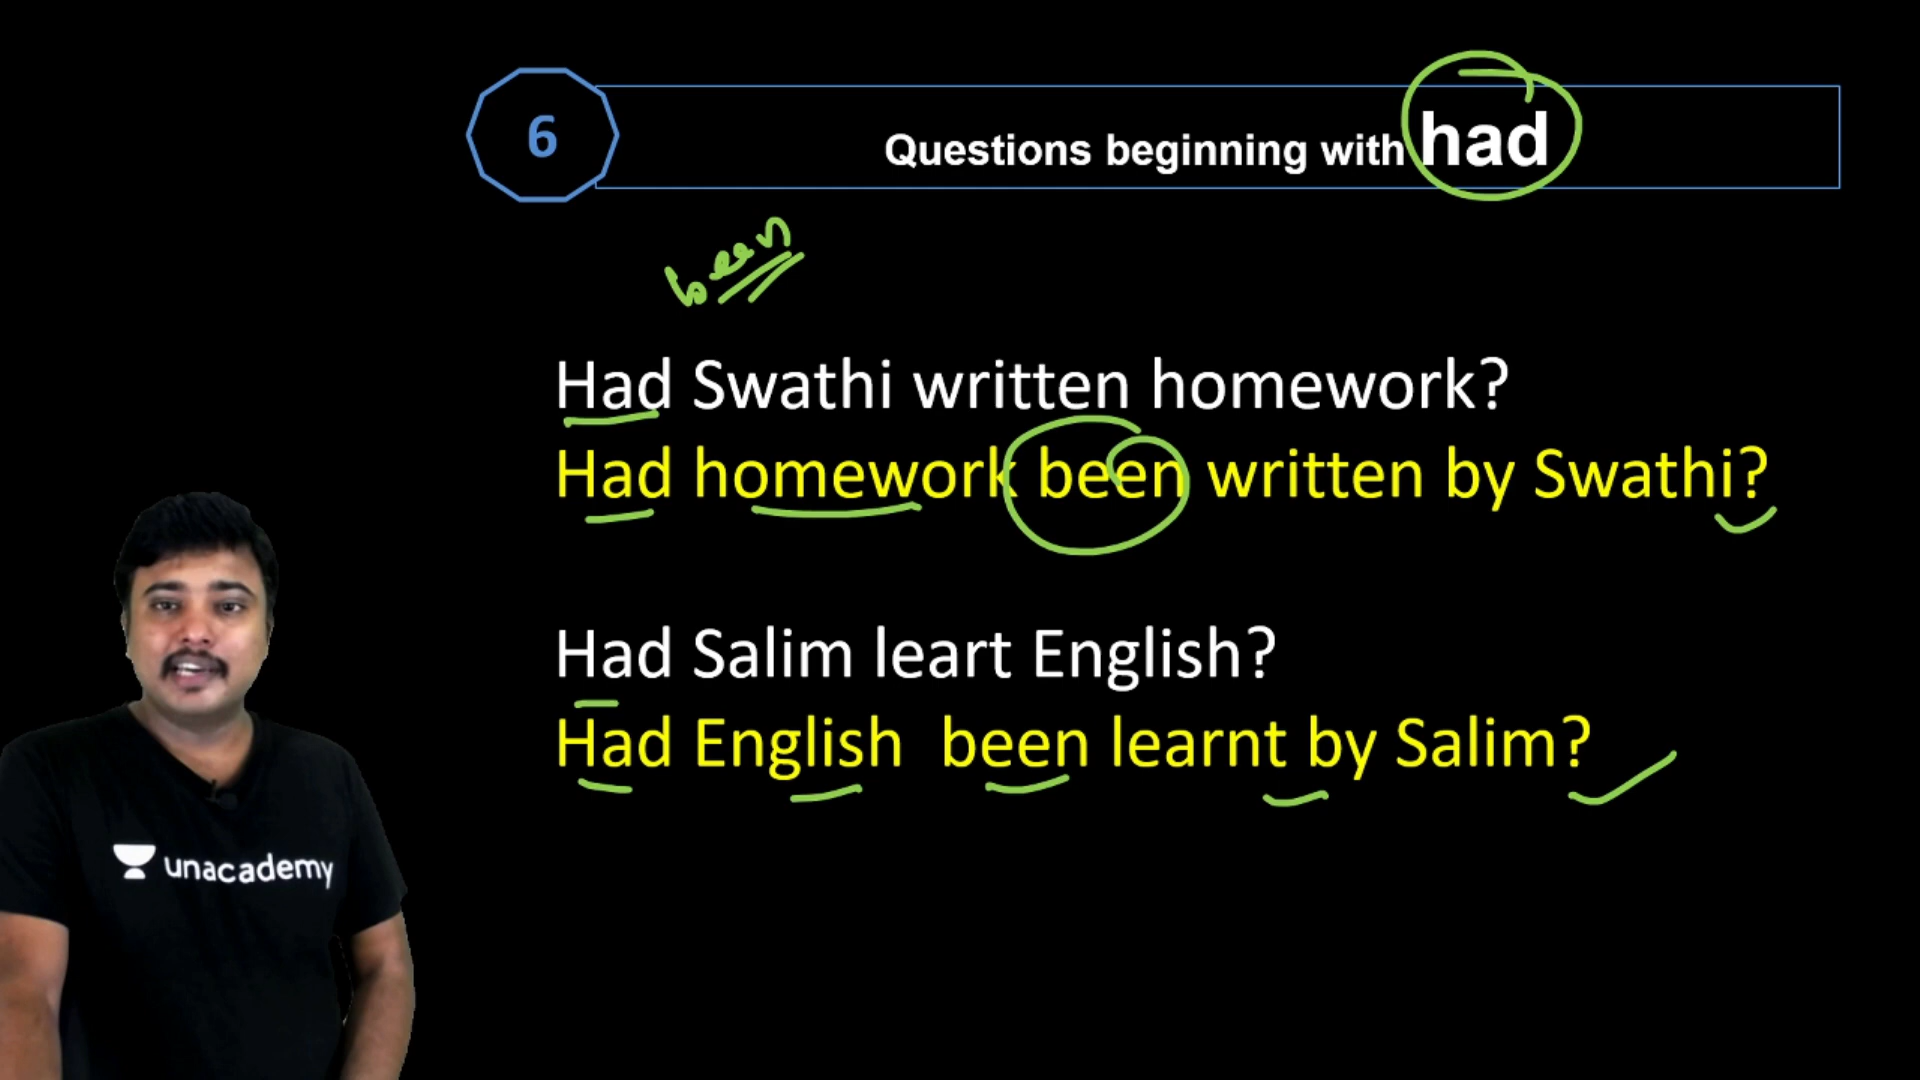 6
Questions beginning with had
been
Had Swathi written homework?
Had homework been written by Swathi?
Had Salim leart English?
Had English been learnt by Salim?
unacademy